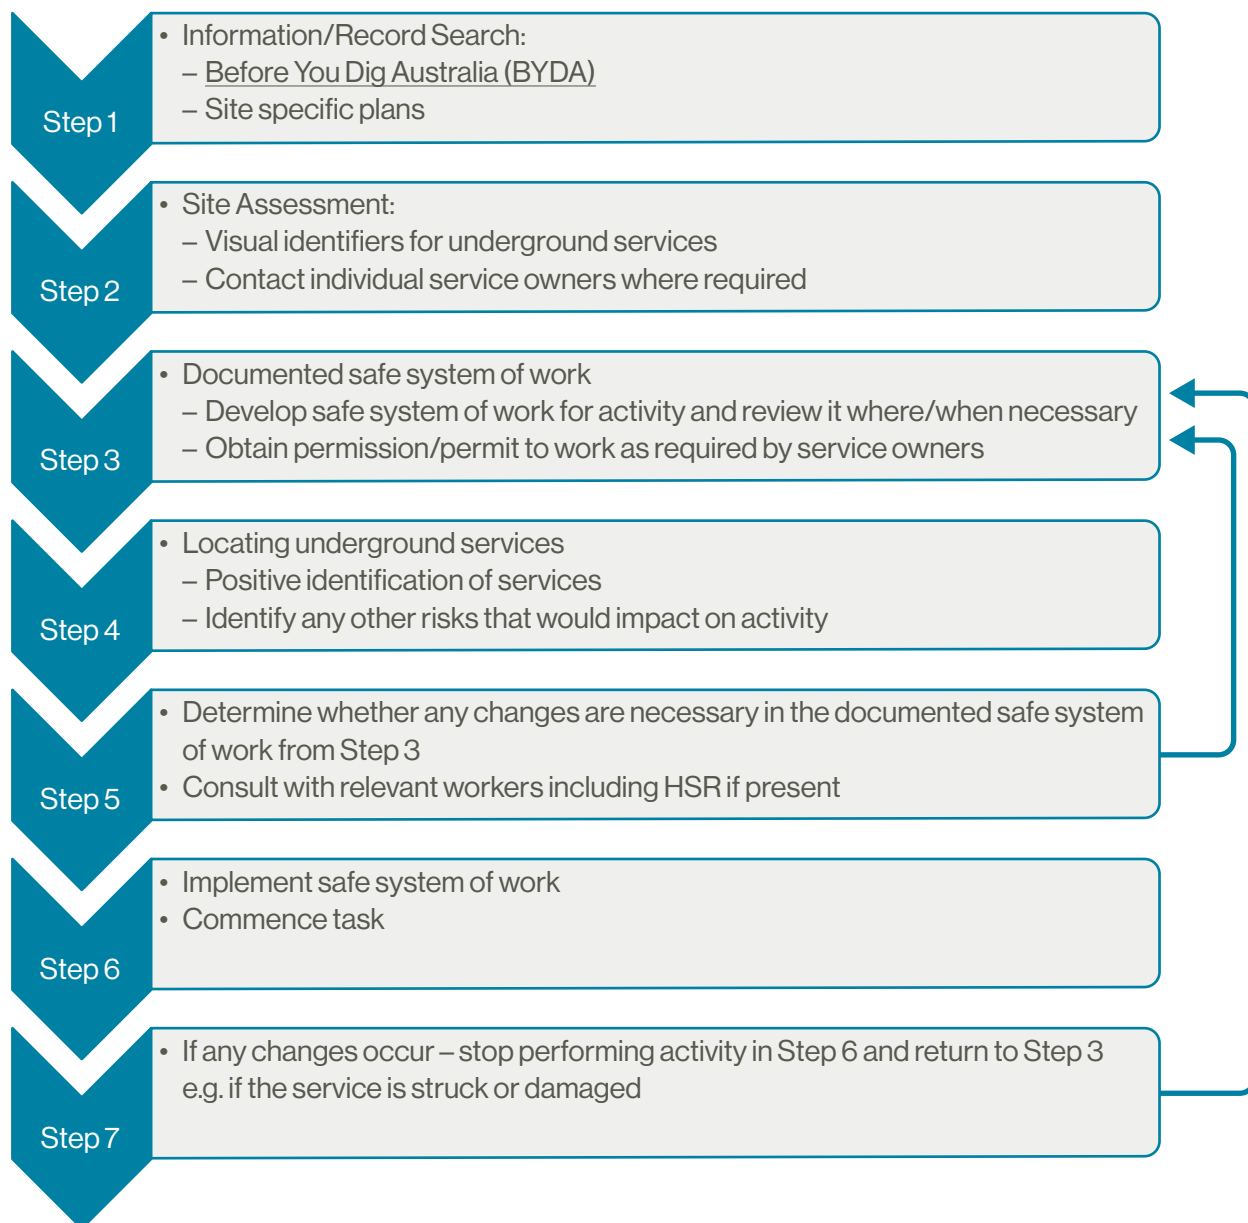 Step 1
• Information/Record Search:
– Before You Dig Australia (BYDA)
– Site specific plans
Step 2
• Site Assessment:
– Visual identifiers for underground services
– Contact individual service owners where required
Step 3
• Documented safe system of work
– Develop safe system of work for activity and review it where/when necessary
– Obtain permission/permit to work as required by service owners
Step 4
• Locating underground services
– Positive identification of services
– Identify any other risks that would impact on activity
Step 5
• Determine whether any changes are necessary in the documented safe system
of work from Step 3
• Consult with relevant workers including HSR if present
Step 6
• Implement safe system of work
• Commence task
Step 7
• If any changes occur – stop performing activity in Step 6 and return to Step 3
e.g. if the service is struck or damaged